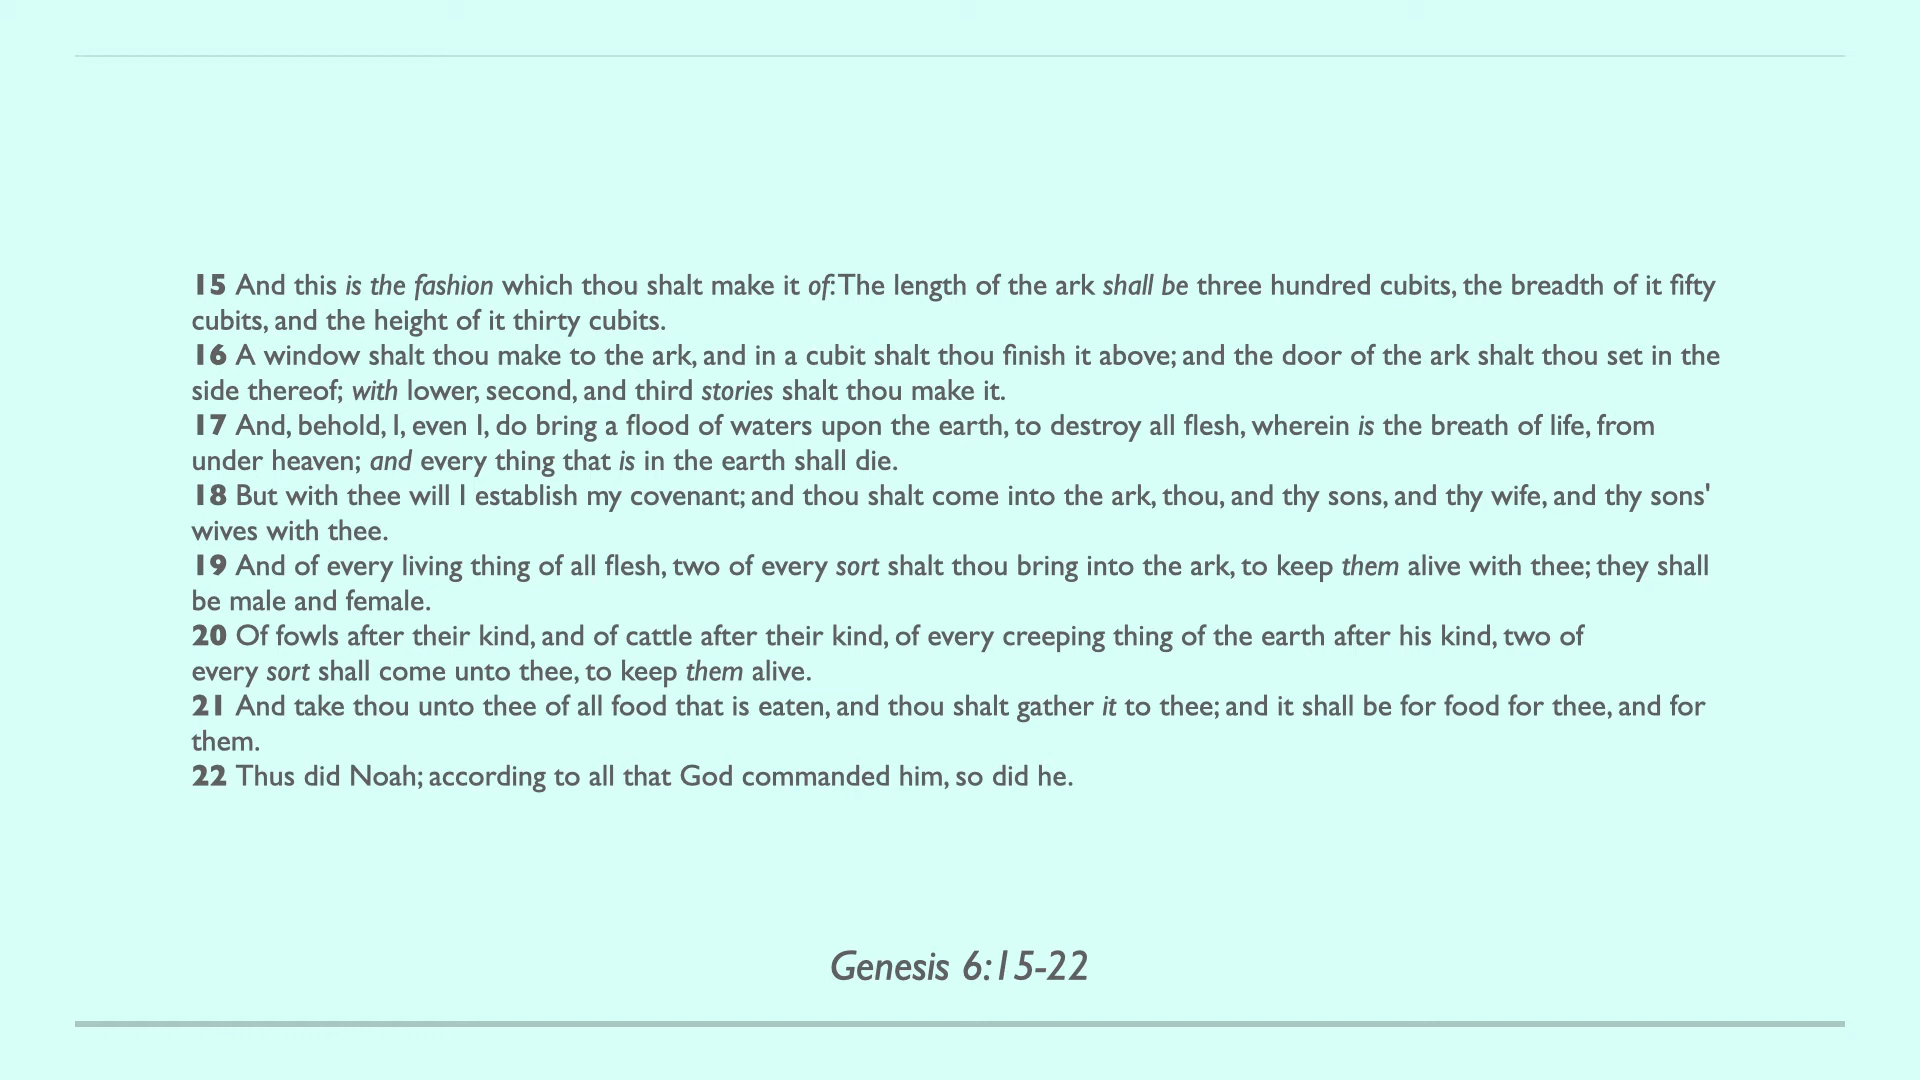 15 And this is the fashion which thou shalt make it of: The length of the ark shall be three hundred cubits, the breadth of it fifty
cubits, and the height of it thirty cubits.
16 A window shalt thou make to the ark, and in a cubit shalt thou finish it above; and the door of the ark shalt thou set in the
side thereof; with lower, second, and third stories shalt thou make it.
17 And, behold, I, even I, do bring a flood of waters upon the earth, to destroy all flesh, wherein is the breath of life, from
under heaven; and every thing that is in the earth shall die.
18 But with thee will I establish my covenant; and thou shalt come into the ark, thou, and thy sons, and thy wife, and thy sons'
wives with thee.
19 And of every living thing of all flesh, two of every sort shalt thou bring into the ark, to keep them alive with thee; they shall
be male and female.
20 Of fowls after their kind, and of cattle after their kind, of every creeping thing of the earth after his kind, two of
every sort shall come unto thee, to keep them alive.
21 And take thou unto thee of all food that is eaten, and thou shalt gather it to thee; and it shall be for food for thee, and for
them.
22 Thus did Noah; according to all that God commanded him, so did he.
Genesis 6:15-22